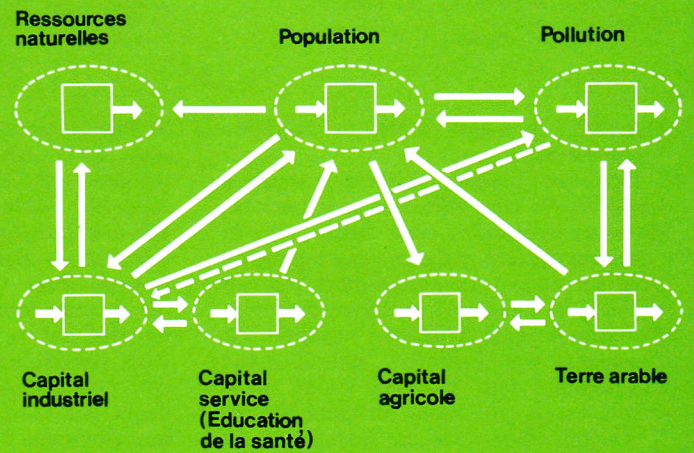 Ressources
naturelles
Population
Pollution
Capital
industriel
Capital
service
(Education,
de la santé)
Capital
agricole
Terre arable